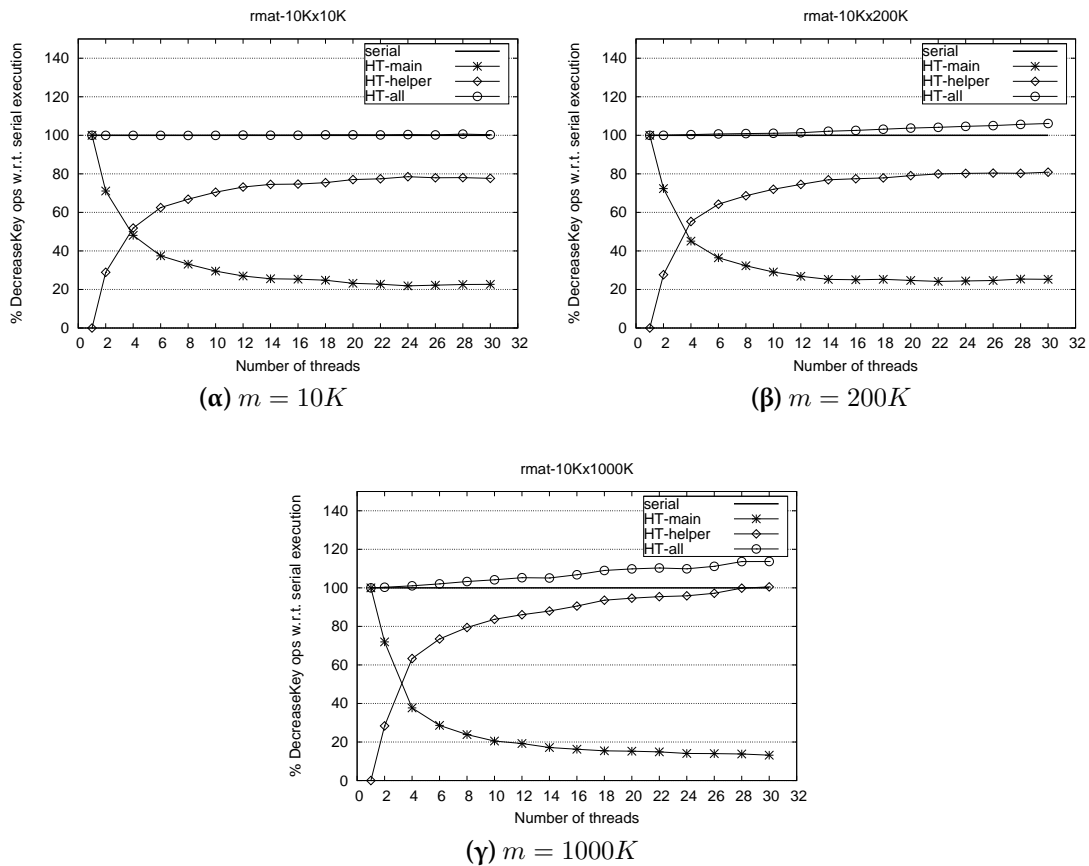 rmat-10Kx10K
% DecreaseKey ops w.r.t. serial execution
140
120
100
80
60
40
20
0
serial
HT-main
HT-helper
HT-all
0 2 4 6 8 10 12 14 16 18 20 22 24 26 28 30 32
Number of threads
(α) m = 10K
rmat-10Kx200K
% DecreaseKey ops w.r.t. serial execution
140
120
100
80
60
40
20
0
serial
HT-main
HT-helper
HT-all
0 2 4 6 8 10 12 14 16 18 20 22 24 26 28 30 32
Number of threads
(β) m = 200K
rmat-10Kx1000K
% DecreaseKey ops w.r.t. serial execution
140
120
100
80
60
40
20
0
serial
HT-main
HT-helper
HT-all
0 2 4 6 8 10 12 14 16 18 20 22 24 26 28 30 32
Number of threads
(γ) m = 1000K